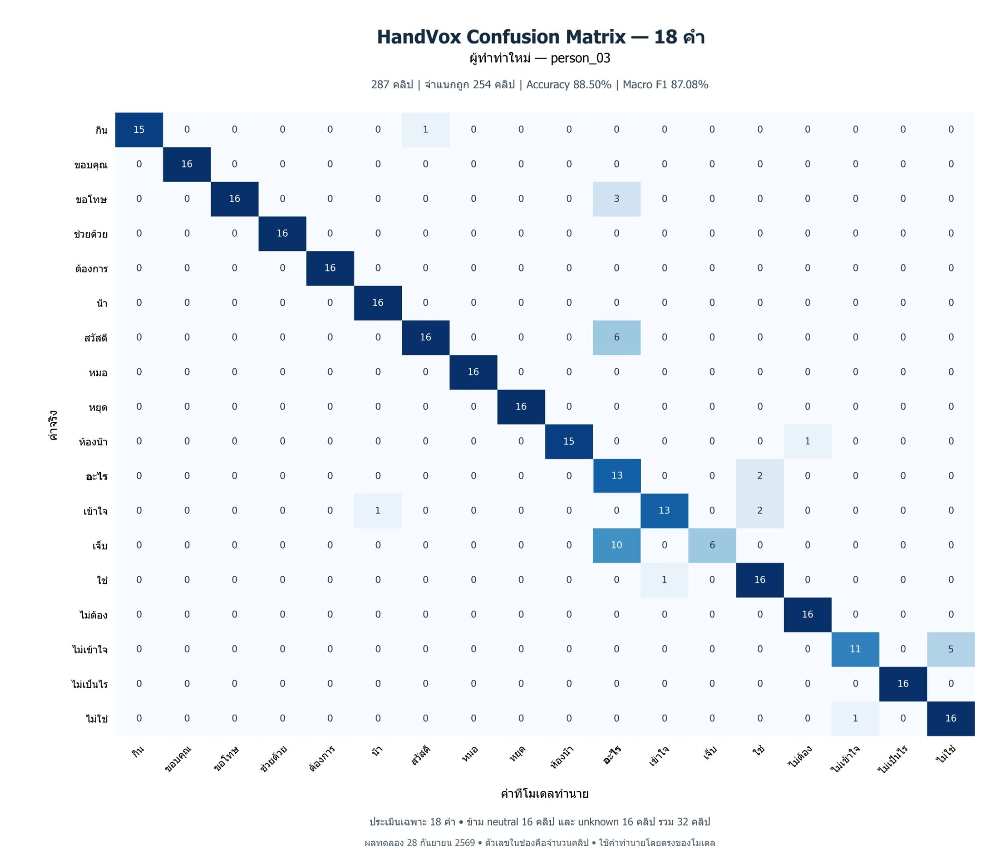 HandVox Confusion Matrix — 18 คำ
ผู้ทำท่าใหม่ — person_03
287 คลิป | จำแนกถูก 254 คลิป | Accuracy 88.50% | Macro F1 87.08%
ค่าจริง
กิน 15 0 0 0 0 0 1 0 0 0 0 0 0 0 0 0 0 0
ขอบคุณ 0 16 0 0 0 0 0 0 0 0 0 0 0 0 0 0 0 0
ขอโทษ 0 0 16 0 0 0 0 0 0 0 3 0 0 0 0 0 0 0
ช่วยด้วย 0 0 0 16 0 0 0 0 0 0 0 0 0 0 0 0 0 0
ต้องการ 0 0 0 0 16 0 0 0 0 0 0 0 0 0 0 0 0 0
น้ำ 0 0 0 0 0 16 0 0 0 0 0 0 0 0 0 0 0 0
สวัสดี 0 0 0 0 0 0 16 0 0 0 6 0 0 0 0 0 0 0
หมอ 0 0 0 0 0 0 0 16 0 0 0 0 0 0 0 0 0 0
หยุด 0 0 0 0 0 0 0 0 16 0 0 0 0 0 0 0 0 0
ห้องน้ำ 0 0 0 0 0 0 0 0 0 15 0 0 0 0 1 0 0 0
อะไร 0 0 0 0 0 0 0 0 0 0 13 0 0 2 0 0 0 0
เข้าใจ 0 0 0 0 0 1 0 0 0 0 0 13 0 2 0 0 0 0
เจ็บ 0 0 0 0 0 0 0 0 0 0 10 0 6 0 0 0 0 0
ใช่ 0 0 0 0 0 0 0 0 0 0 0 1 0 16 0 0 0 0
ไม่ต้อง 0 0 0 0 0 0 0 0 0 0 0 0 0 0 16 0 0 0
ไม่เข้าใจ 0 0 0 0 0 0 0 0 0 0 0 0 0 0 0 11 0 5
ไม่เป็นไร 0 0 0 0 0 0 0 0 0 0 0 0 0 0 0 0 16 0
ไม่ใช่ 0 0 0 0 0 0 0 0 0 0 0 0 0 0 0 1 0 16
กิน ขอบคุณ ขอโทษ ช่วยด้วย ต้องการ น้ำ สวัสดี หมอ หยุด ห้องน้ำ อะไร เข้าใจ เจ็บ ใช่ ไม่ต้อง ไม่เข้าใจ ไม่เป็นไร ไม่ใช่
ค่าที่โมเดลทำนาย
ประเมินเฉพาะ 18 คำ • ข้าม neutral 16 คลิป และ unknown 16 คลิป รวม 32 คลิป
ผลทดลอง 28 กันยายน 2569 • ตัวเลขในช่องคือจำนวนคลิป • ใช้คำทำนายโดยตรงของโมเดล